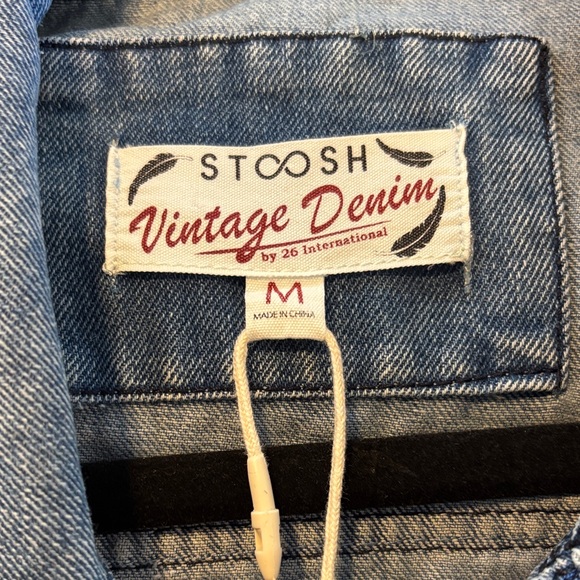 STOOSH
Vintage Denim
by 26 International
M
MADE IN CHINA